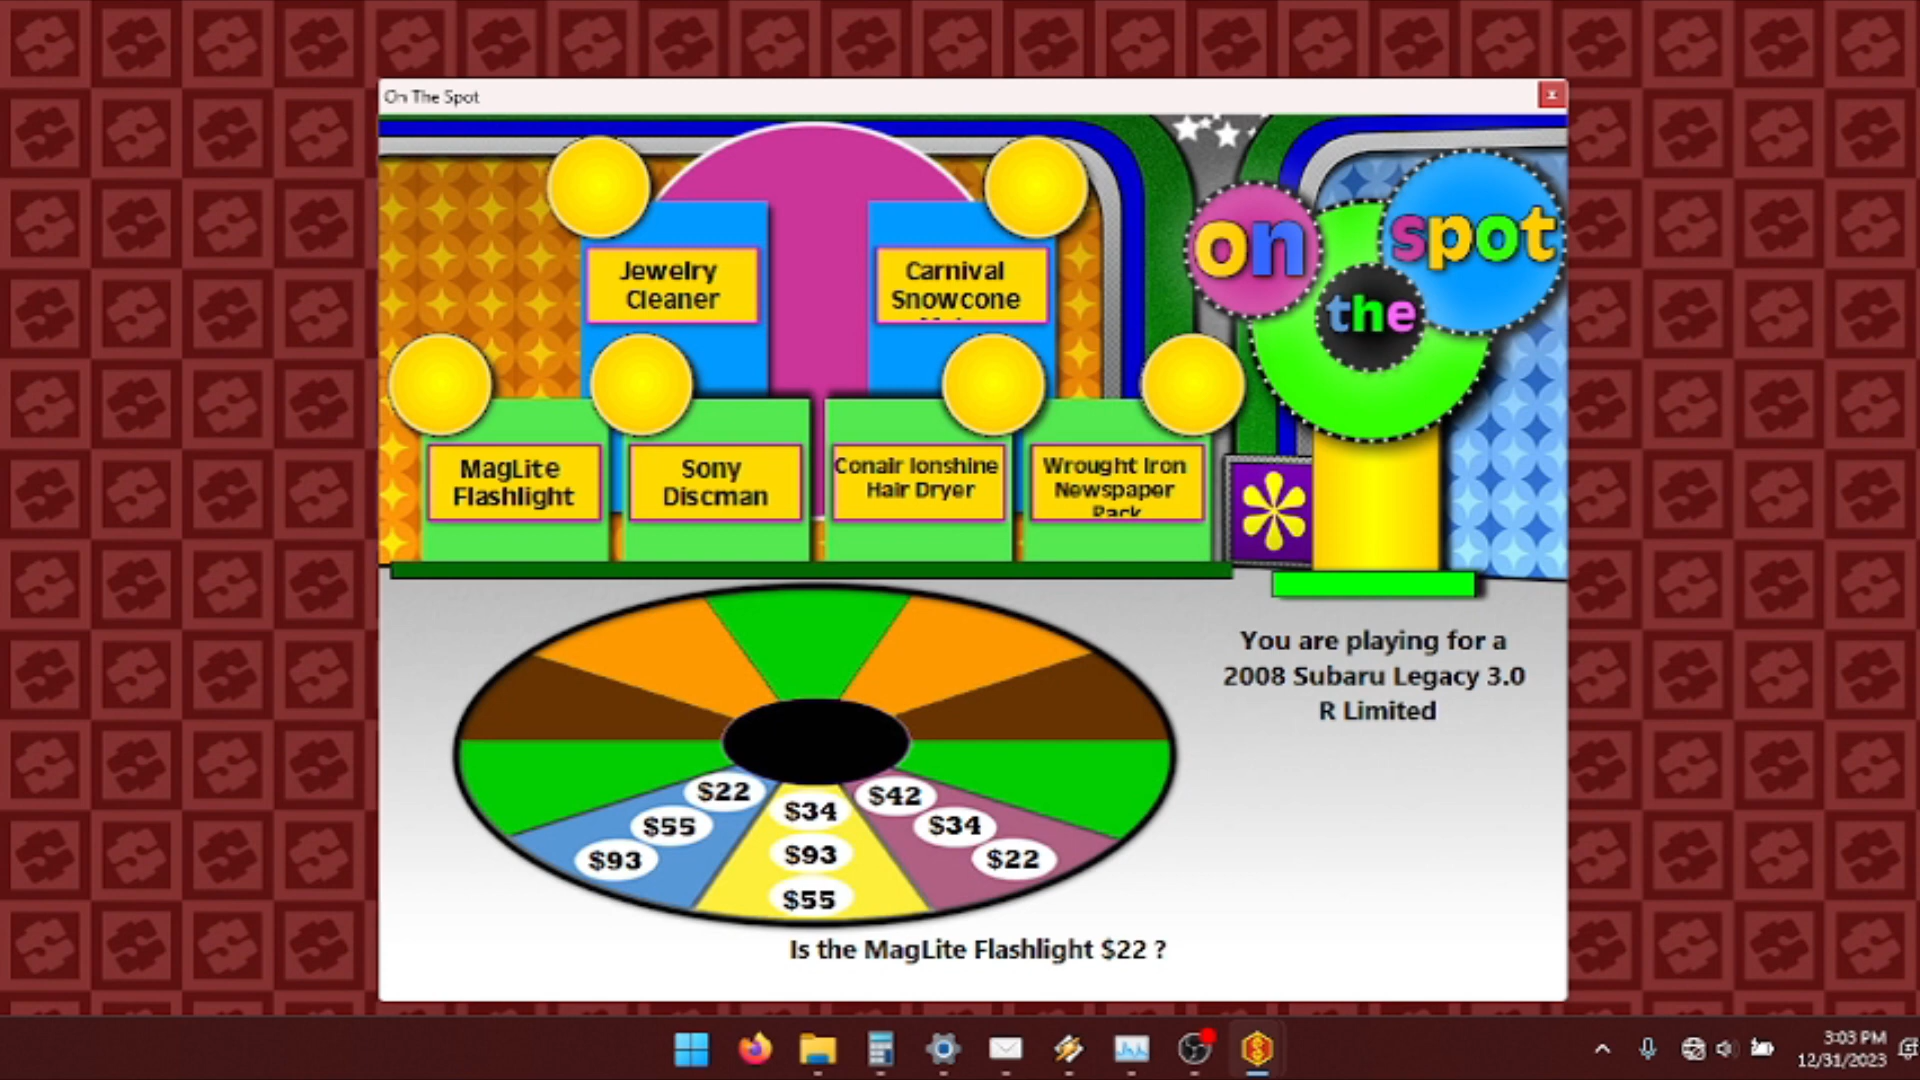 On The Spot
on
the
spot
Jewelry
Cleaner
Carnival
Snowcone
MagLite
Flashlight
Sony
Discman
Conair Ionshine
Hair Dryer
Wrought Iron
Newspaper
Rack
$22
$55
$93
$34
$93
$55
$42
$34
$22
You are playing for a
2008 Subaru Legacy 3.0
R Limited
Is the MagLite Flashlight $22 ?
3:03 PM
12/31/2023